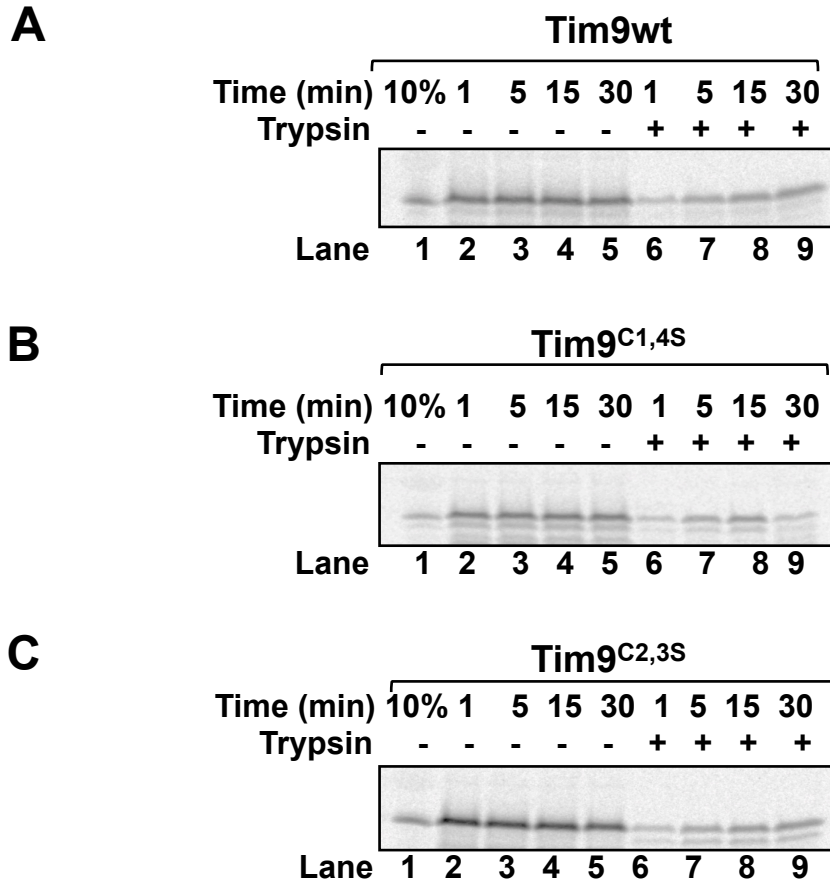 A
Tim9wt
Time (min) 10% 1 5 15 30 1 5 15 30
Trypsin - - - - - + + + +
Lane 1 2 3 4 5 6 7 8 9
B
Tim9C1,4S
Time (min) 10% 1 5 15 30 1 5 15 30
Trypsin - - - - - + + + +
Lane 1 2 3 4 5 6 7 8 9
C
Tim9C2,3S
Time (min) 10% 1 5 15 30 1 5 15 30
Trypsin - - - - - + + + +
Lane 1 2 3 4 5 6 7 8 9